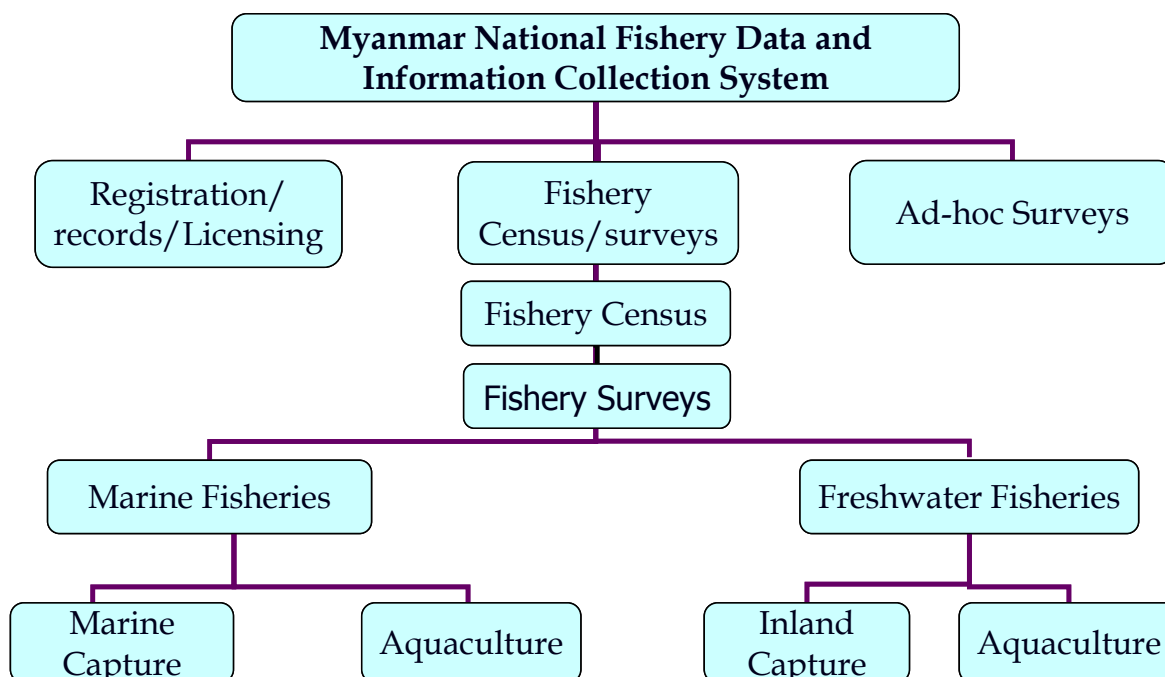 Myanmar National Fishery Data and
Information Collection System
Registration/
records/Licensing
Fishery
Census/surveys
Ad-hoc Surveys
Fishery Census
Fishery Surveys
Marine Fisheries
Freshwater Fisheries
Marine
Capture
Aquaculture
Inland
Capture
Aquaculture